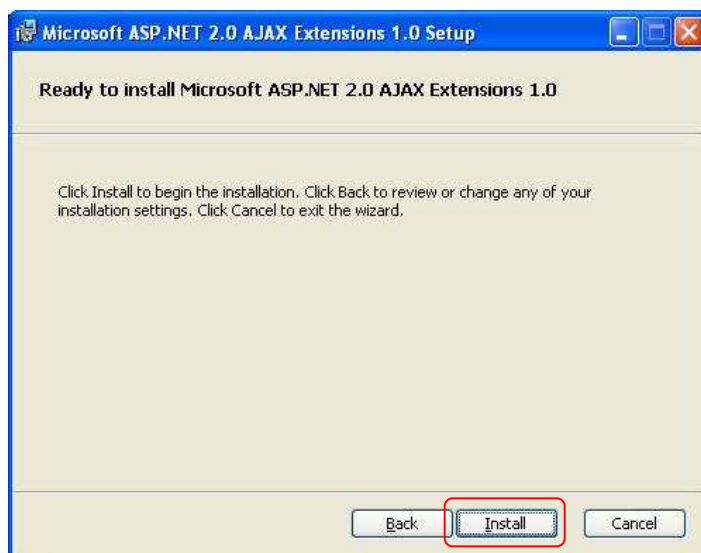 Microsoft ASP.NET 2.0 AJAX Extensions 1.0 Setup
Ready to install Microsoft ASP.NET 2.0 AJAX Extensions 1.0
Click Install to begin the installation. Click Back to review or change any of your
installation settings. Click Cancel to exit the wizard.
Back Install Cancel